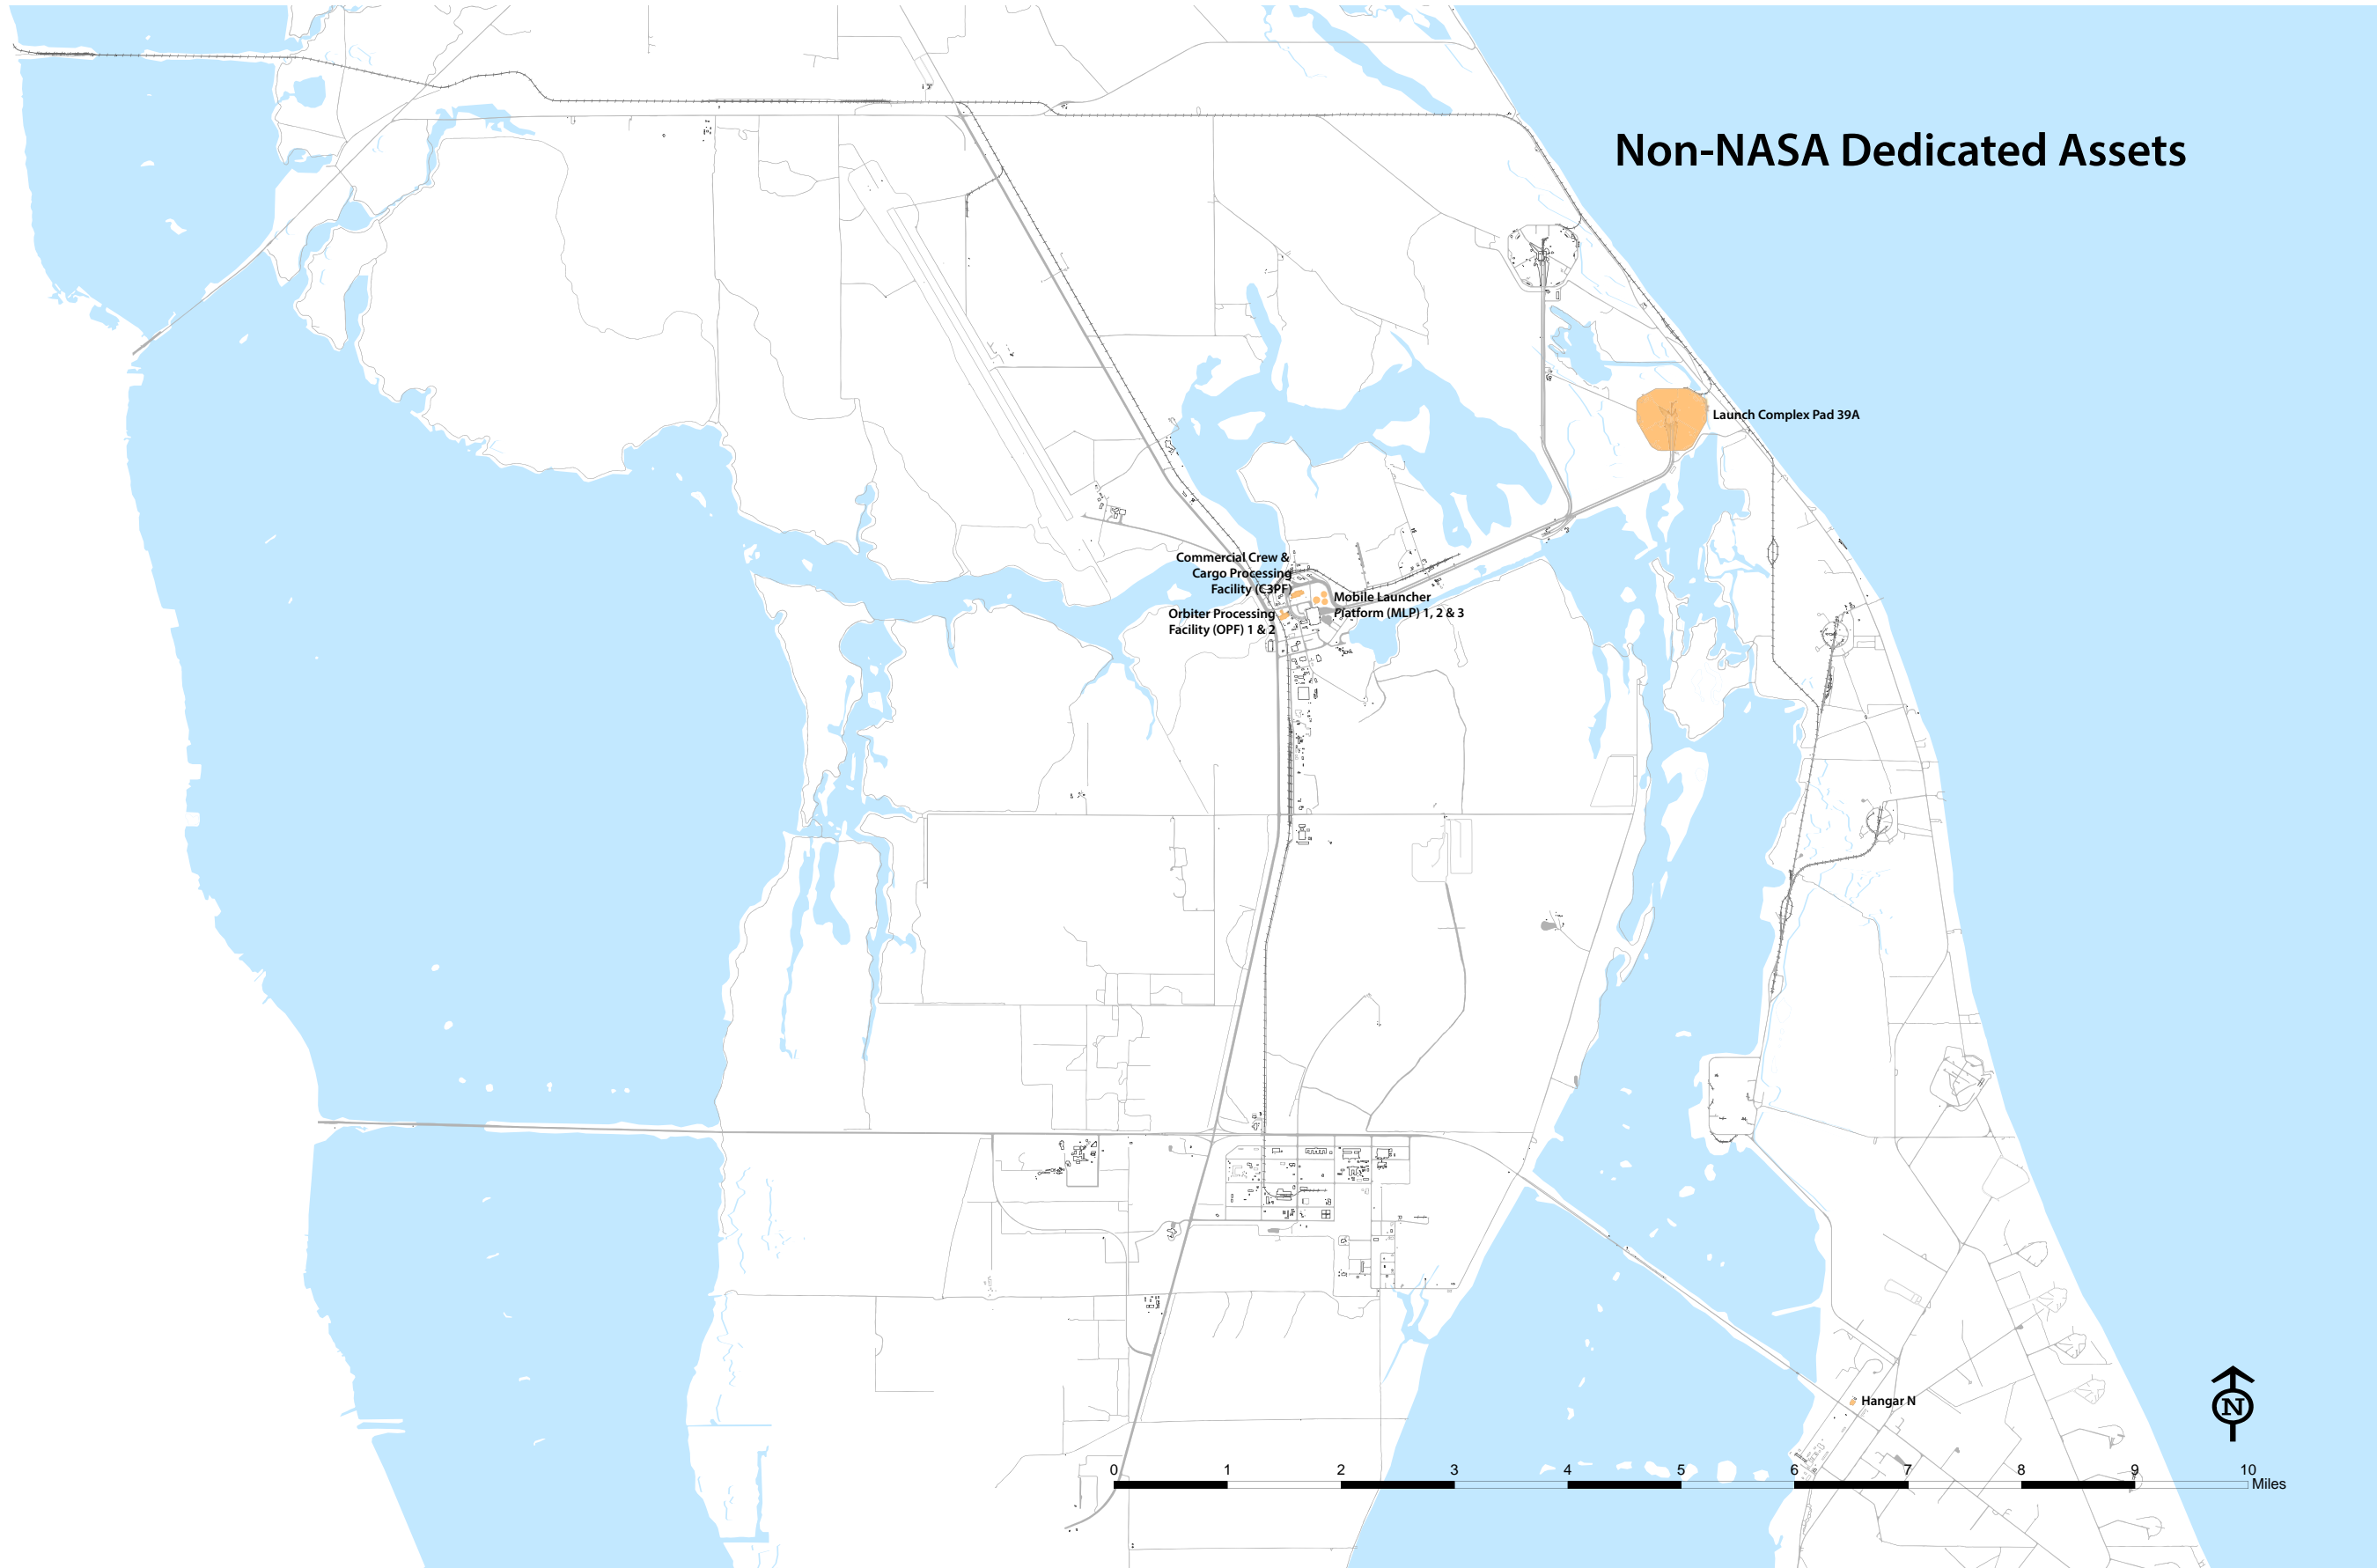 Non-NASA Dedicated Assets
Launch Complex Pad 39A
Commercial Crew &
Cargo Processing
Facility (C3PF)
Mobile Launcher
Platform (MLP) 1, 2 & 3
Orbiter Processing
Facility (OPF) 1 & 2
Hangar N
N
0 1 2 3 4 5 6 7 8 9 10
Miles